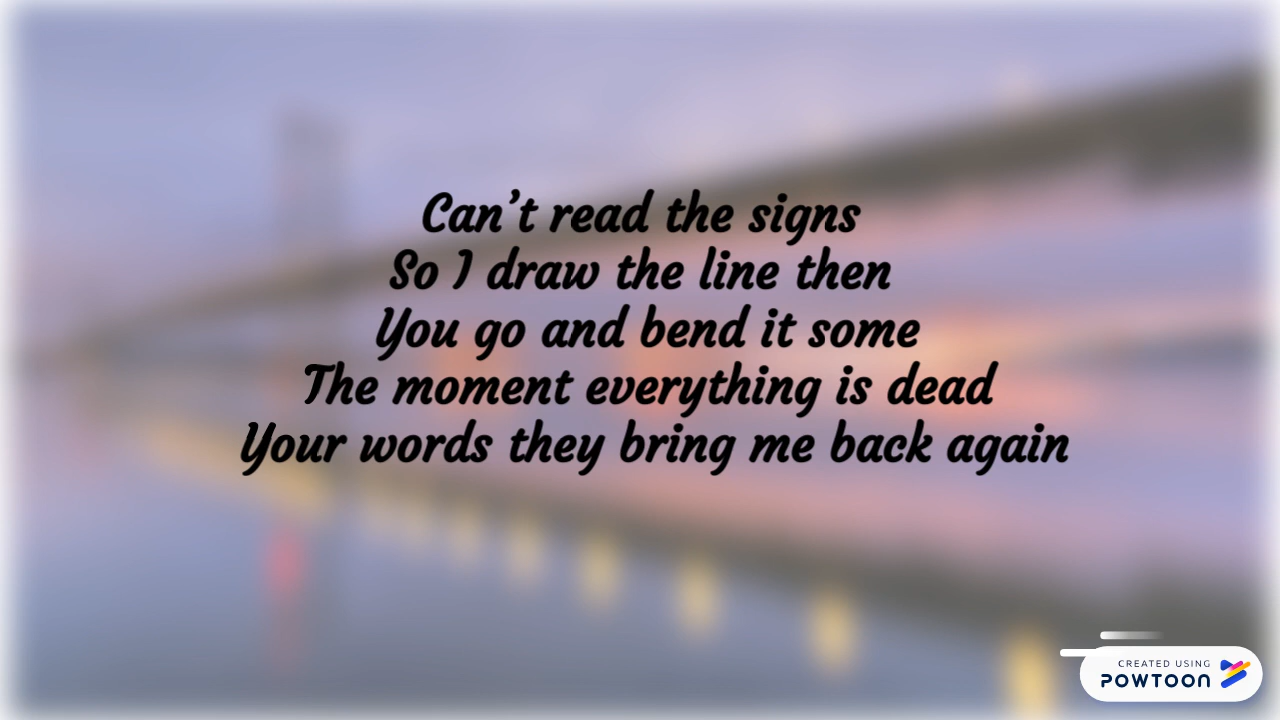 Can’t read the signs
So I draw the line then
You go and bend it some
The moment everything is dead
Your words they bring me back again
CREATED USING
POWTOON